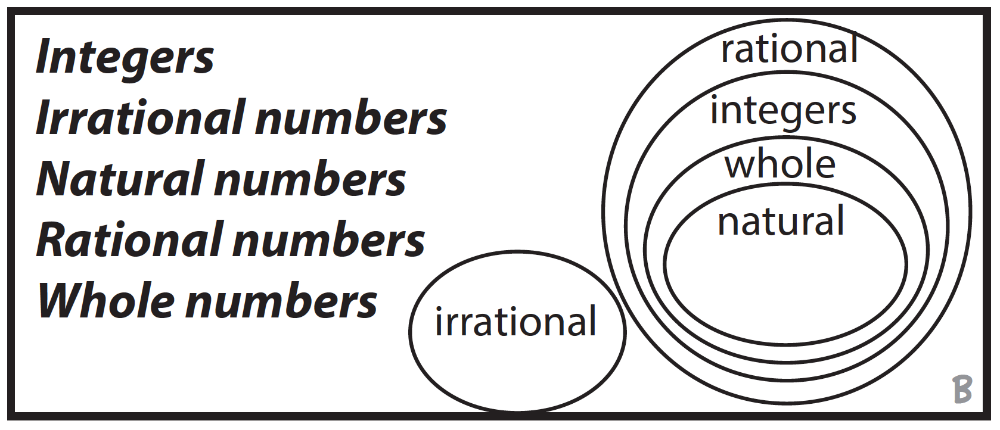 Integers
Irrational numbers
Natural numbers
Rational numbers
Whole numbers
rational
integers
whole
natural
irrational
B